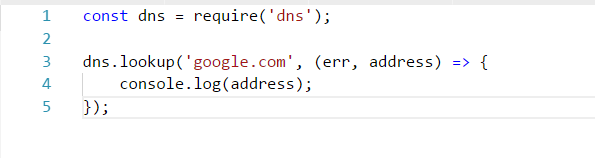 1 const dns = require('dns');
2
3 dns.lookup('google.com', (err, address) => {
4     console.log(address);
5 });